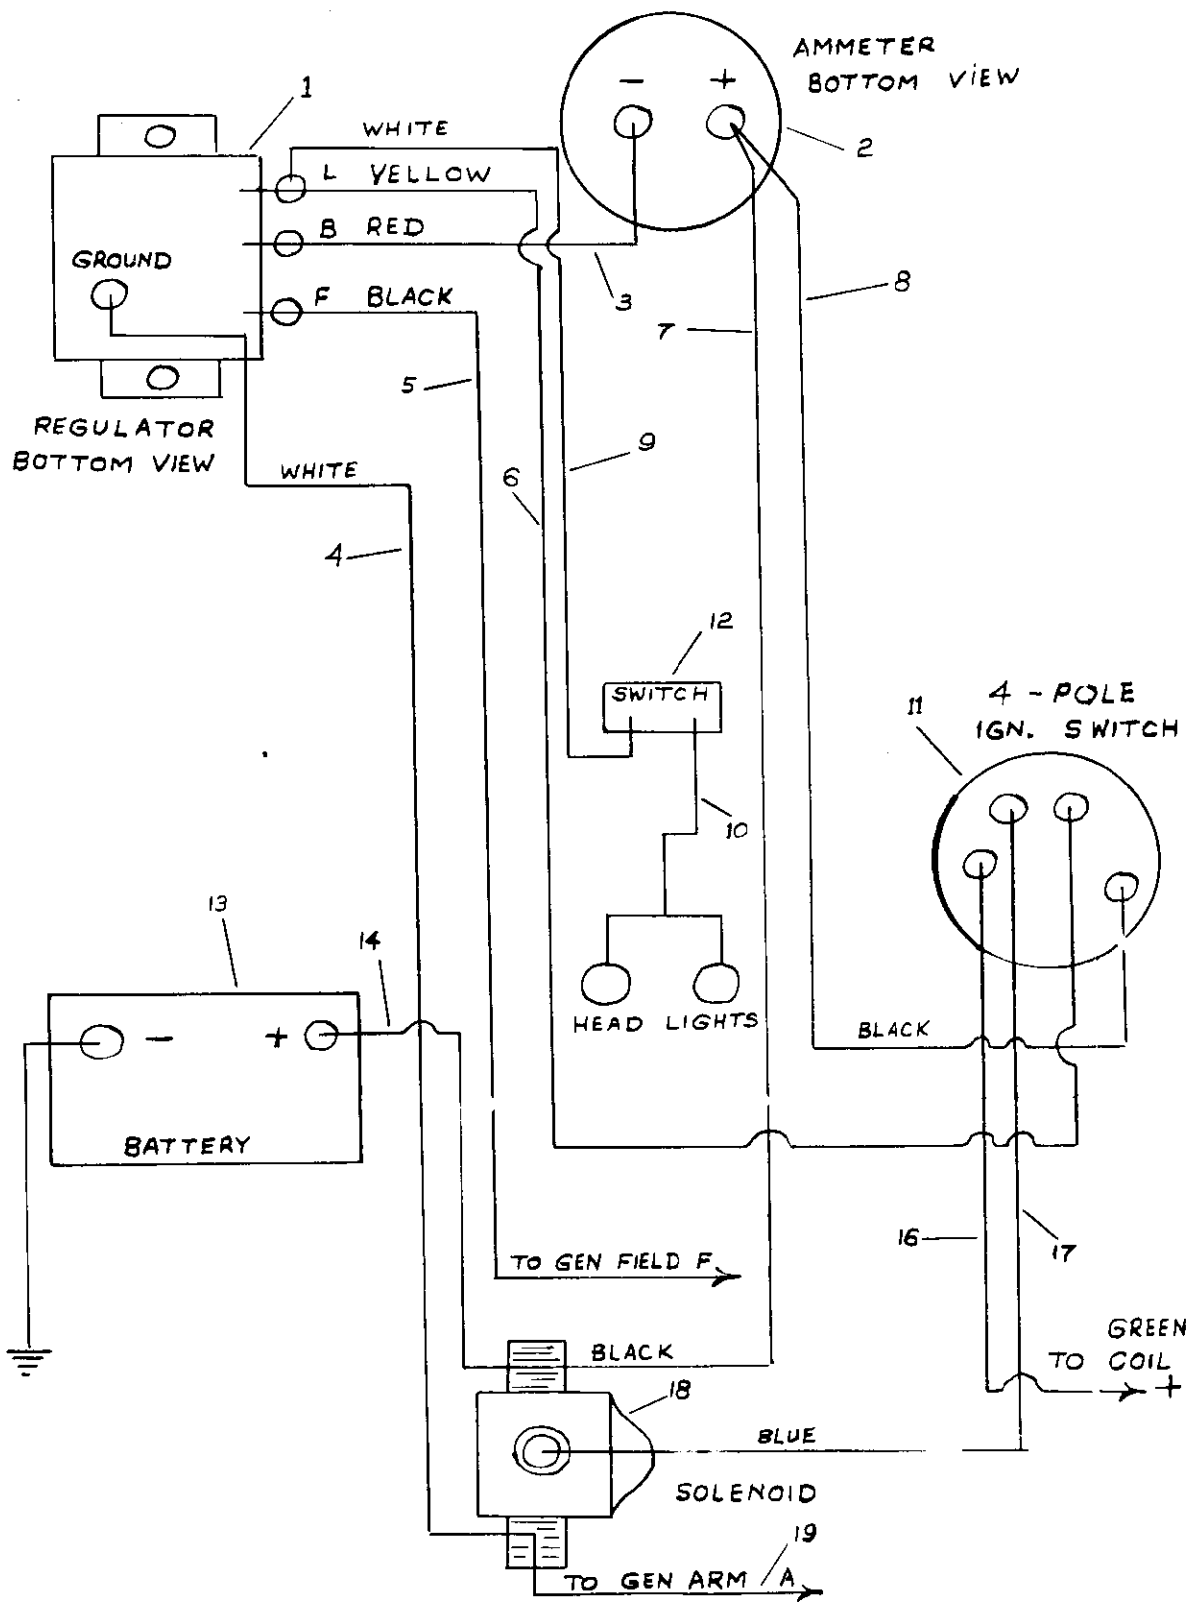 AMMETER
BOTTOM VIEW
- +
1
2
WHITE
L YELLOW
B RED
GROUND
F BLACK
3
8
7
5
REGULATOR
BOTTOM VIEW
WHITE
9
6
4
12
SWITCH
4 - POLE
IGN. SWITCH
11
10
13
14
HEAD LIGHTS
BLACK
- +
BATTERY
16
17
TO GEN FIELD F
GREEN
TO COIL
+
BLACK
18
BLUE
SOLENOID
19
TO GEN ARM A